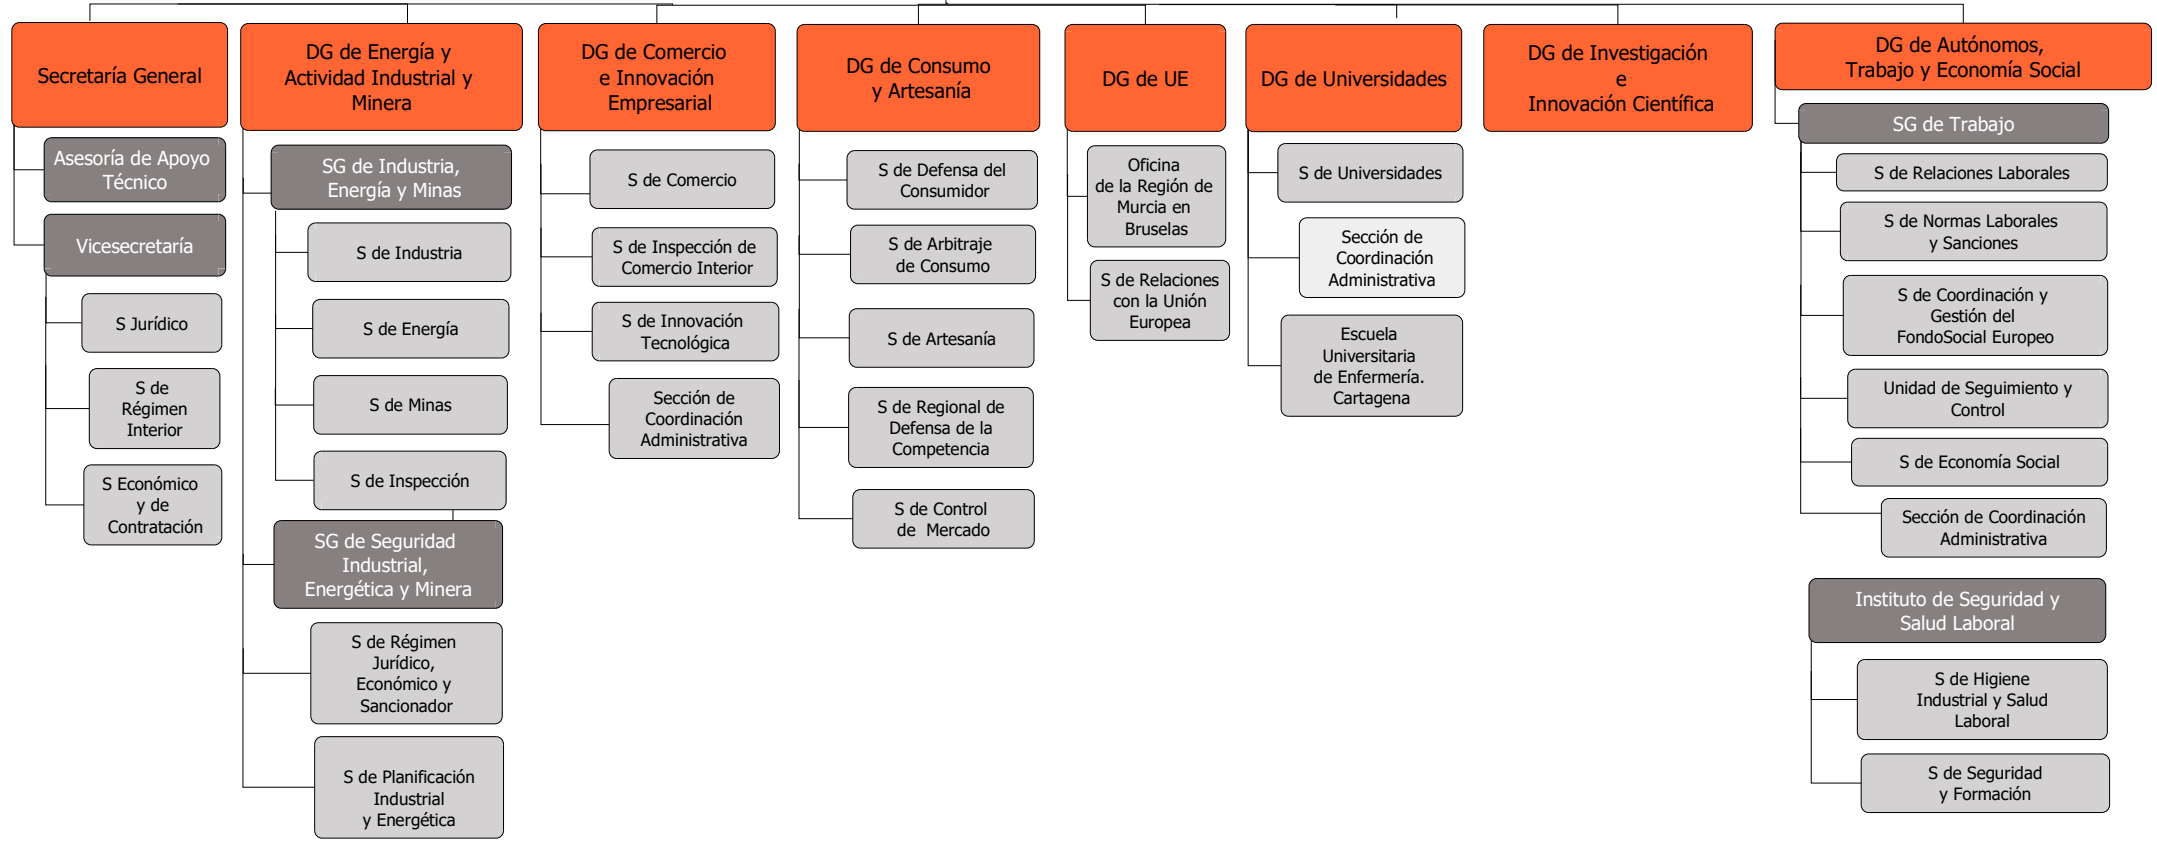 Secretaría General
Asesoría de Apoyo
Técnico
Vicesecretaría
S Jurídico
S de
Régimen
Interior
S Económico
y de
Contratación
DG de Energía y
Actividad Industrial y
Minera
SG de Industria,
Energía y Minas
S de Industria
S de Energía
S de Minas
S de Inspección
SG de Seguridad
Industrial,
Energética y Minera
S de Régimen
Jurídico,
Económico y
Sancionador
S de Planificación
Industrial
y Energética
DG de Comercio
e Innovación
Empresarial
S de Comercio
S de Inspección de
Comercio Interior
S de Innovación
Tecnológica
Sección de
Coordinación
Administrativa
DG de Consumo
y Artesanía
S de Defensa del
Consumidor
S de Arbitraje
de Consumo
S de Artesanía
S de Regional de
Defensa de la
Competencia
S de Control
de Mercado
DG de UE
Oficina
de la Región de
Murcia en
Bruselas
S de Relaciones
con la Unión
Europea
DG de Universidades
S de Universidades
Sección de
Coordinación
Administrativa
Escuela
Universitaria
de Enfermería.
Cartagena
DG de Investigación
e
Innovación Científica
DG de Autónomos,
Trabajo y Economía Social
SG de Trabajo
S de Relaciones Laborales
S de Normas Laborales
y Sanciones
S de Coordinación y
Gestión del
FondoSocial Europeo
Unidad de Seguimiento y
Control
S de Economía Social
Sección de Coordinación
Administrativa
Instituto de Seguridad y
Salud Laboral
S de Higiene
Industrial y Salud
Laboral
S de Seguridad
y Formación